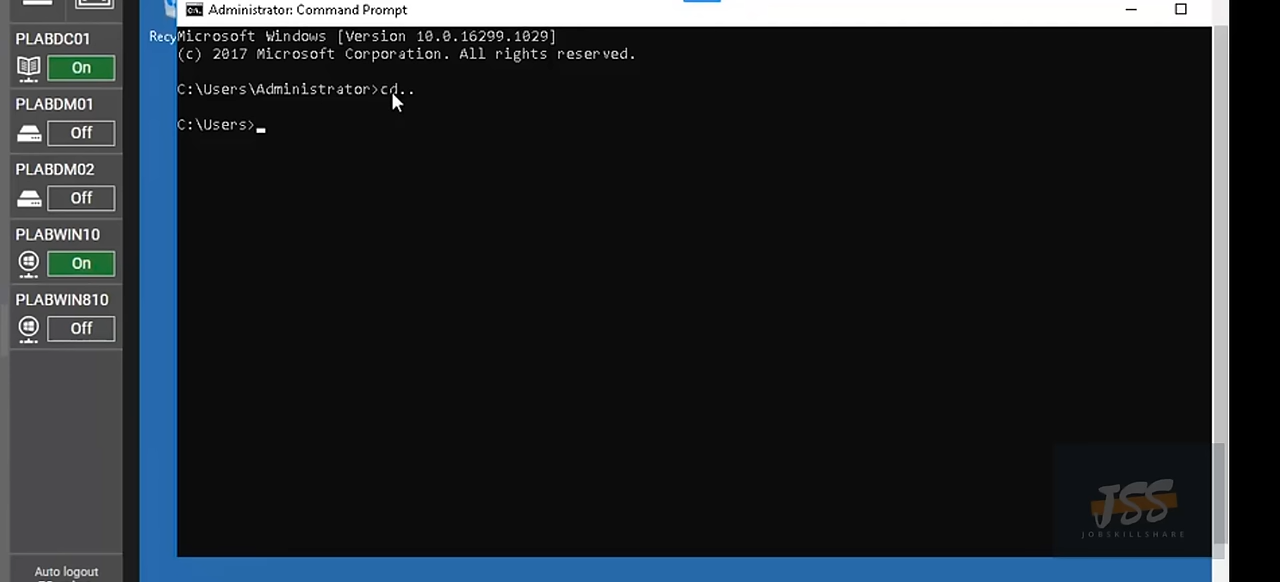 PLABDC01
On
PLABDM01
Off
PLABDM02
Off
PLABWIN10
On
PLABWIN810
Off
Auto logout
Recy
Administrator: Command Prompt
Microsoft Windows [Version 10.0.16299.1029]
(c) 2017 Microsoft Corporation. All rights reserved.
C:\Users\Administrator>cd..
C:\Users>
JSS
JOBSKILLSHARE